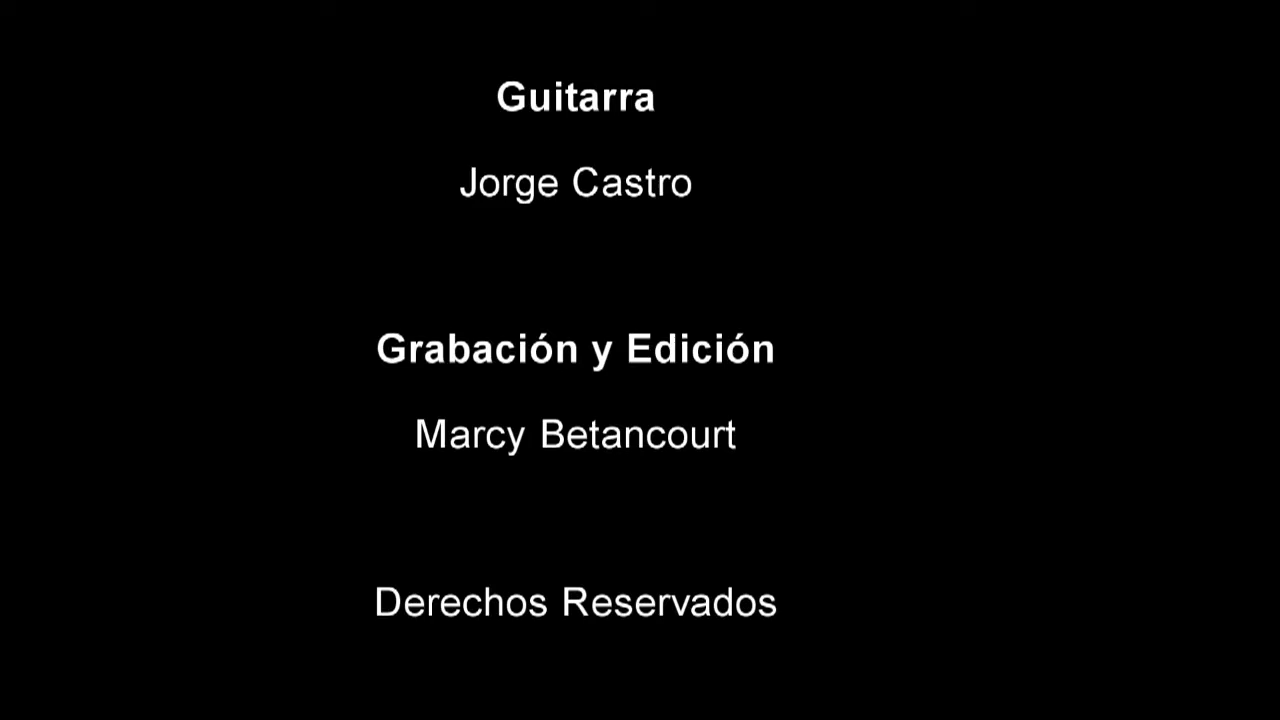 Guitarra
Jorge Castro
Grabación y Edición
Marcy Betancourt
Derechos Reservados